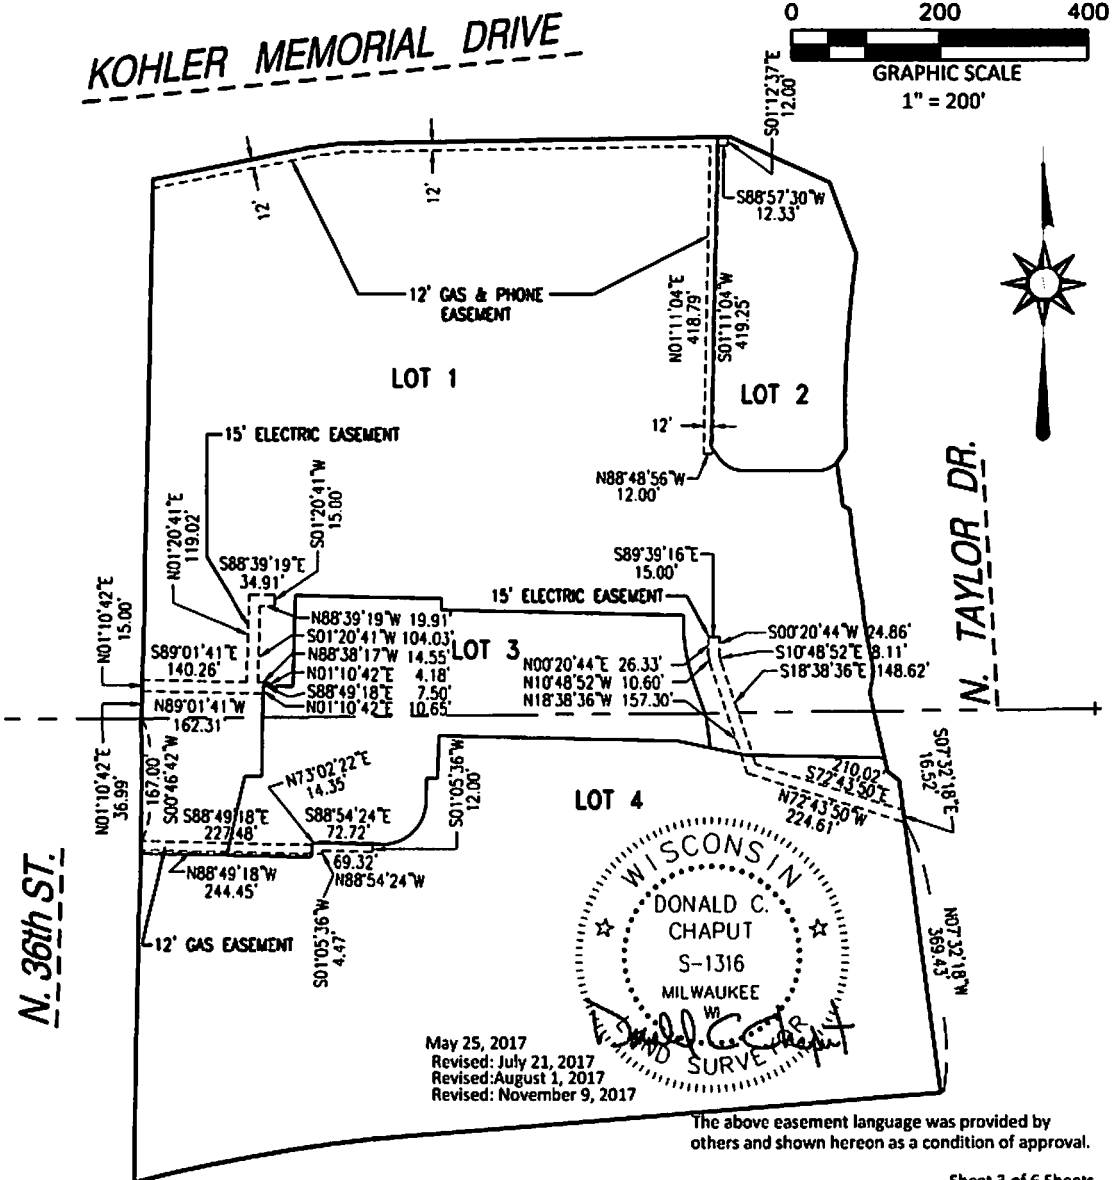 0 200 400
GRAPHIC SCALE
1" = 200'
KOHLER MEMORIAL DRIVE
S01°12'37"E
12.00'
S88°57'30"W
12.33'
12'
12'
12' GAS & PHONE
EASEMENT
N01°11'04"E
418.79'
S01°11'04"W
419.25'
LOT 1
LOT 2
12'
N88°48'56"W
12.00'
15' ELECTRIC EASEMENT
N01°20'41"E
119.02'
S01°20'41"W
15.00'
S88°39'19"E
34.91'
N01°10'42"E
15.00'
S89°01'41"E
140.26'
N89°01'41"W
162.31'
N88°39'19"W 19.91'
S01°20'41"W 104.03'
N88°38'17"W 14.55'
N01°10'42"E 4.18'
S88°49'18"E 7.50'
N01°10'42"E 10.65'
LOT 3
S89°39'16"E
15.00'
15' ELECTRIC EASEMENT
N00°20'44"E 26.33'
N10°48'52"W 10.60'
N18°38'36"W 157.30'
S00°20'44"W 24.86'
S10°48'52"E 8.11'
S18°38'36"E 148.62'
N. TAYLOR DR.
N01°10'42"E
36.99'
167.00'
S00°46'42"W
N73°02'22"E
14.35'
S88°49'18"E
227.48'
S88°54'24"E
72.72'
S01°05'36"W
12.00'
N88°49'18"W
244.45'
69.32'
N88°54'24"W
S01°05'36"W
4.47'
12' GAS EASEMENT
N. 36th ST.
LOT 4
210.02'
S72°43'50"E
N72°43'50"W
224.61'
S07°32'18"E
16.52'
N07°32'18"W
369.43'
WISCONSIN
DONALD C.
CHAPUT
S-1316
MILWAUKEE
WI
LAND SURVEYOR
Donald C. Chaput
May 25, 2017
Revised: July 21, 2017
Revised:August 1, 2017
Revised: November 9, 2017
The above easement language was provided by
others and shown hereon as a condition of approval.
Sheet 3 of 6 Sheets